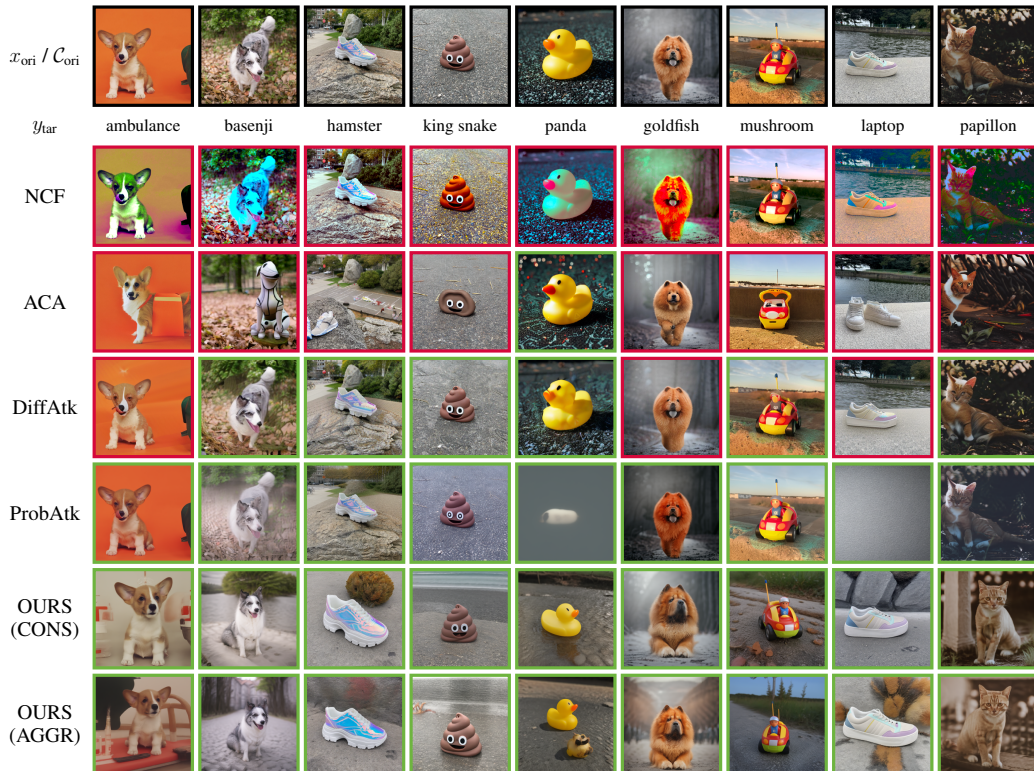 x_ori / C_ori
y_tar ambulance basenji hamster king snake panda goldfish mushroom laptop papillon
NCF
ACA
DiffAtk
ProbAtk
OURS
(CONS)
OURS
(AGGR)